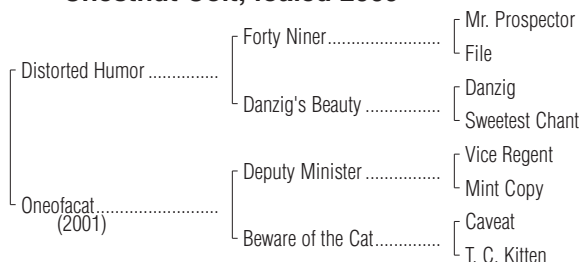 Chestnut Colt, foaled
Mr. Prospector
Forty Niner
File
Distorted Humor
Danzig
Danzig's Beauty
Sweetest Chant
Vice Regent
Deputy Minister
Mint Copy
Oneofacat
(2001)
Caveat
Beware of the Cat
T. C. Kitten